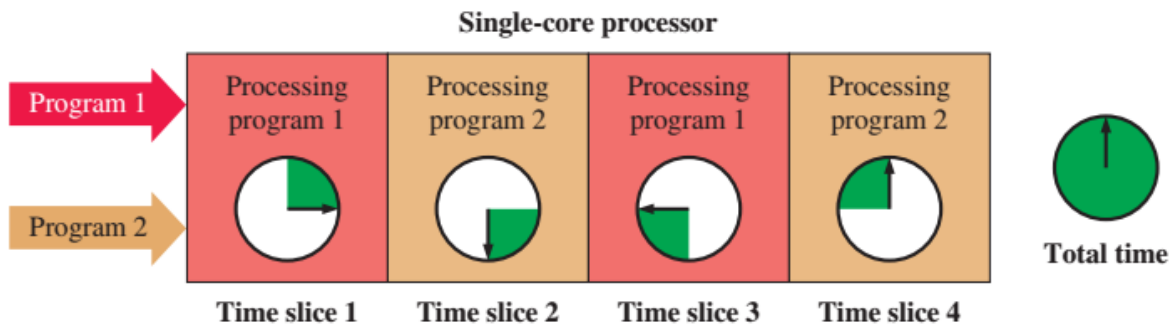 Single-core processor
Program 1
Program 2
Processing
program 1
Processing
program 2
Processing
program 1
Processing
program 2
Time slice 1
Time slice 2
Time slice 3
Time slice 4
Total time